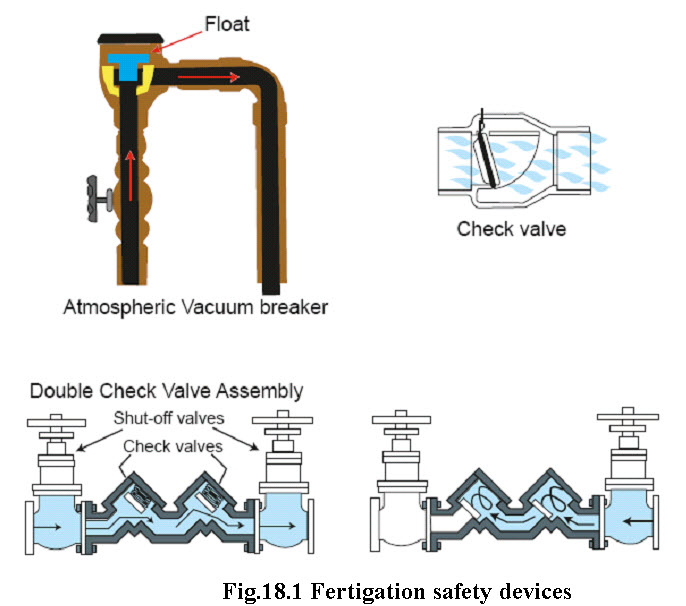 Float
Atmospheric Vacuum breaker
Check valve
Double Check Valve Assembly
Shut-off valves
Check valves
Fig.18.1 Fertigation safety devices